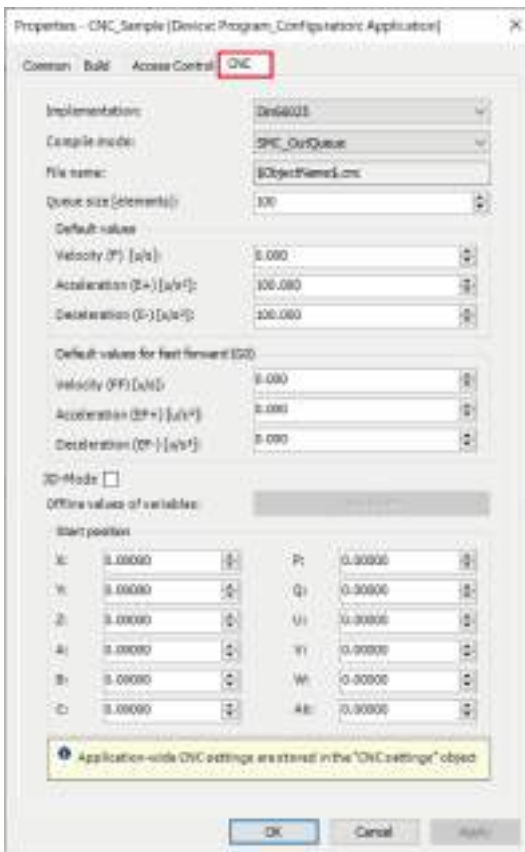 Properties - CNC_Sample [Device: Program_Configuration: Application]
Common Build Access Control CNC
Implementation: Din66025
Compile mode: SMC_OutQueue
File name: $ObjectName$.cnc
Queue size [elements]: 100
Default values
Velocity (F) [u/s]: 0.000
Acceleration (E+) [u/s²]: 100.000
Deceleration (E-) [u/s²]: 100.000
Default values for fast forward (G0)
Velocity (FF) [u/s]: 0.000
Acceleration (EF+) [u/s²]: 0.000
Deceleration (EF-) [u/s²]: 0.000
3D-Mode
Offline values of variables:
Start position
X: 0.00000 P: 0.00000
Y: 0.00000 Q: 0.00000
Z: 0.00000 U: 0.00000
A: 0.00000 V: 0.00000
B: 0.00000 W: 0.00000
C: 0.00000 A6: 0.00000
Application-wide CNC settings are stored in the "CNC settings" object
OK Cancel Apply